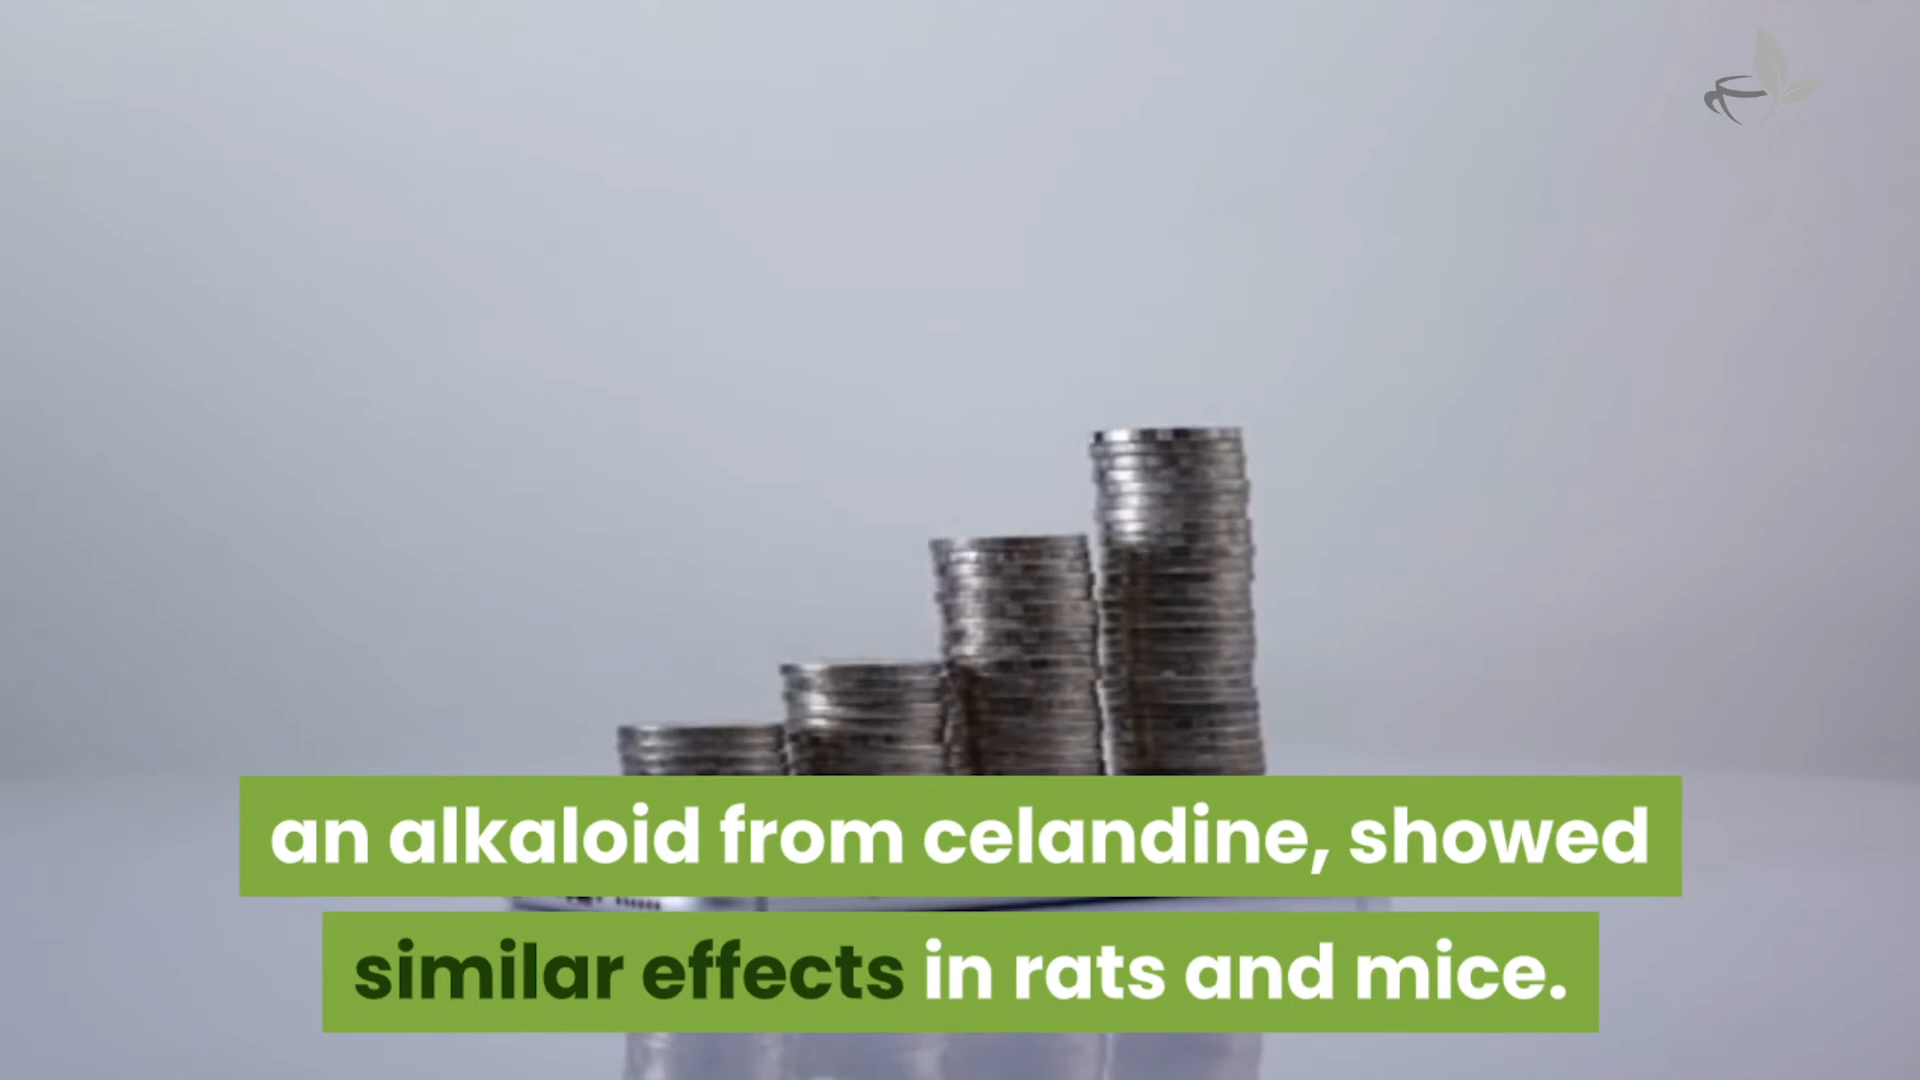 an alkaloid from celandine, showed
similar effects in rats and mice.